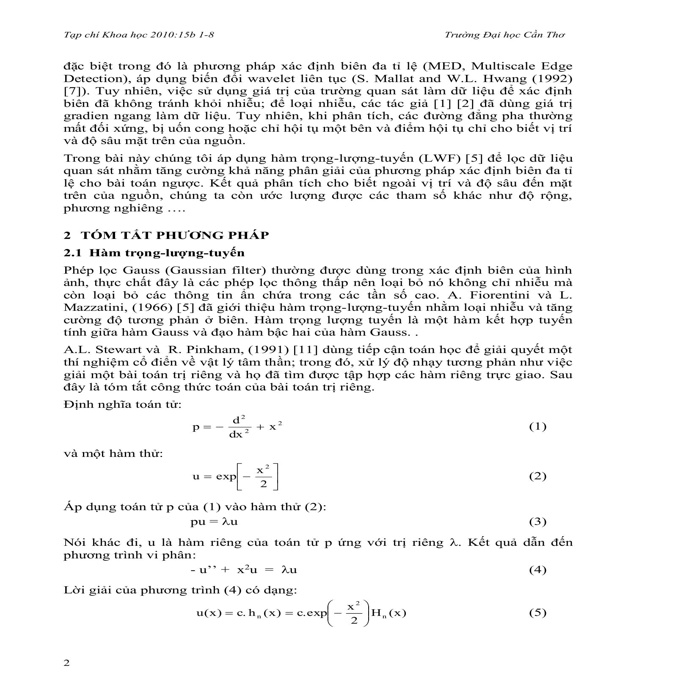 Tạp chí Khoa học 2010:15b 1-8 Trường Đại học Cần Thơ
đặc biệt trong đó là phương pháp xác định biên đa tỉ lệ (MED, Multiscale Edge
Detection), áp dụng biến đổi wavelet liên tục (S. Mallat and W.L. Hwang (1992)
[7]). Tuy nhiên, việc sử dụng giá trị của trường quan sát làm dữ liệu để xác định
biên đã không tránh khỏi nhiễu; để loại nhiễu, các tác giả [1] [2] đã dùng giá trị
gradien ngang làm dữ liệu. Tuy nhiên, khi phân tích, các đường đẳng pha thường
mất đối xứng, bị uốn cong hoặc chỉ hội tụ một bên và điểm hội tụ chỉ cho biết vị trí
và độ sâu mặt trên của nguồn.
Trong bài này chúng tôi áp dụng hàm trọng-lượng-tuyến (LWF) [5] để lọc dữ liệu
quan sát nhằm tăng cường khả năng phân giải của phương pháp xác định biên đa tỉ
lệ cho bài toán ngược. Kết quả phân tích cho biết ngoài vị trí và độ sâu đến mặt
trên của nguồn, chúng ta còn ước lượng được các tham số khác như độ rộng,
phương nghiêng ….
2 TÓM TẮT PHƯƠNG PHÁP
2.1 Hàm trọng-lượng-tuyến
Phép lọc Gauss (Gaussian filter) thường được dùng trong xác định biên của hình
ảnh, thực chất đây là các phép lọc thông thấp nên loại bỏ nó không chỉ nhiễu mà
còn loại bỏ các thông tin ẩn chứa trong các tần số cao. A. Fiorentini và L.
Mazzatini, (1966) [5] đã giới thiệu hàm trọng-lượng-tuyến nhằm loại nhiễu và tăng
cường độ tương phản ở biên. Hàm trọng lượng tuyến là một hàm kết hợp tuyến
tính giữa hàm Gauss và đạo hàm bậc hai của hàm Gauss. .
A.L. Stewart và R. Pinkham, (1991) [11] dùng tiếp cận toán học để giải quyết một
thí nghiệm cổ điển về vật lý tâm thần; trong đó, xử lý độ nhạy tương phản như việc
giải một bài toán trị riêng và họ đã tìm được tập hợp các hàm riêng trực giao. Sau
đây là tóm tắt công thức toán của bài toán trị riêng.
Định nghĩa toán tử:
p = − d²/dx² + x² (1)
và một hàm thử:
u = exp[− x²/2] (2)
Áp dụng toán tử p của (1) vào hàm thử (2):
pu = λu (3)
Nói khác đi, u là hàm riêng của toán tử p ứng với trị riêng λ. Kết quả dẫn đến
phương trình vi phân:
- u’’ + x²u = λu (4)
Lời giải của phương trình (4) có dạng:
u(x) = c. hₙ(x) = c.exp(− x²/2)Hₙ(x) (5)
2